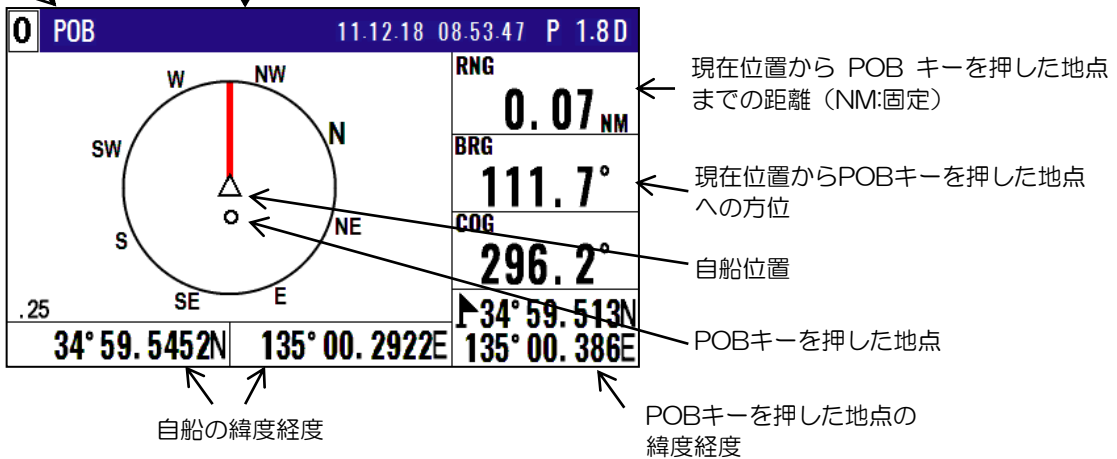 0 POB 11-12-18 08-53-47 P 1.8D
W
NW
N
SW
NE
S
SE
E
.25
RNG
0.07NM
BRG
111.7°
COG
296.2°
34°59.5452N 135°00.2922E
34°59.513N
135°00.386E
現在位置から POB キーを押した地点
までの距離（NM:固定）
現在位置からPOBキーを押した地点
への方位
自船位置
POBキーを押した地点
自船の緯度経度
POBキーを押した地点の
緯度経度